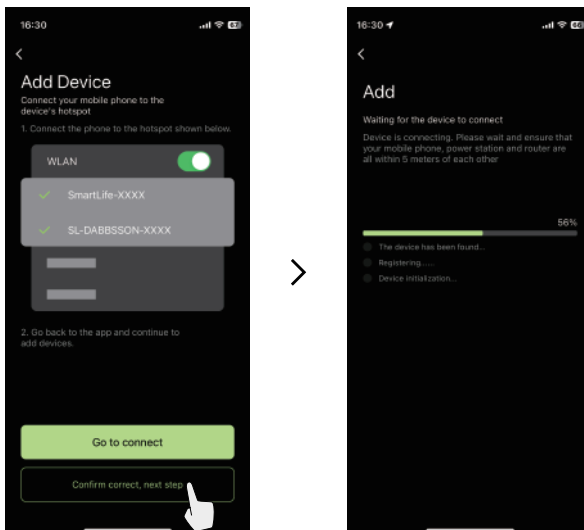 16:30
63
Add Device
Connect your mobile phone to the
device's hotspot
1. Connect the phone to the hotspot shown below.
WLAN
SmartLife-XXXX
SL-DABBSSON-XXXX
2. Go back to the app and continue to
add devices.
Go to connect
Confirm correct, next step
16:30
66
Add
Waiting for the device to connect
Device is connecting. Please wait and ensure that
your mobile phone, power station and router are
all within 5 meters of each other
56%
The device has been found...
Registering......
Device initialization...